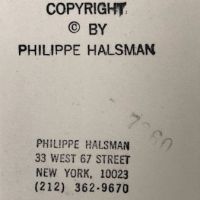 COPYRIGHT
© BY
PHILIPPE HALSMAN
PHILIPPE HALSMAN
33 WEST 67 STREET
NEW YORK, 10023
(212) 362-9670